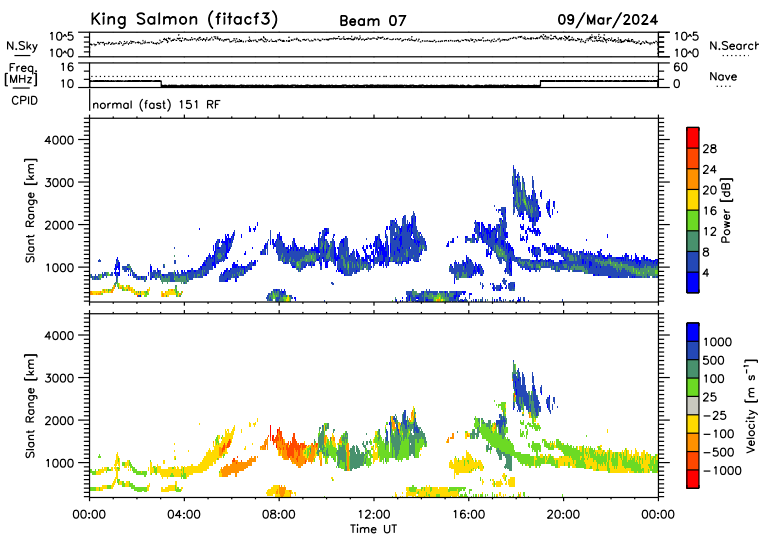 King Salmon (fitacf3) Beam 07 09/Mar/2024
N.Sky 10^5 10^0 10^5 10^0 N.Search
Freq. [MHz] 16 10 60 0 Nave
CPID normal (fast) 151 RF
Slant Range [km] 4000 3000 2000 1000
28 24 20 16 12 8 4 Power [dB]
Slant Range [km] 4000 3000 2000 1000
1000 500 100 25 −25 −100 −500 −1000 Velocity [m s⁻¹]
00:00 04:00 08:00 12:00 16:00 20:00 00:00
Time UT